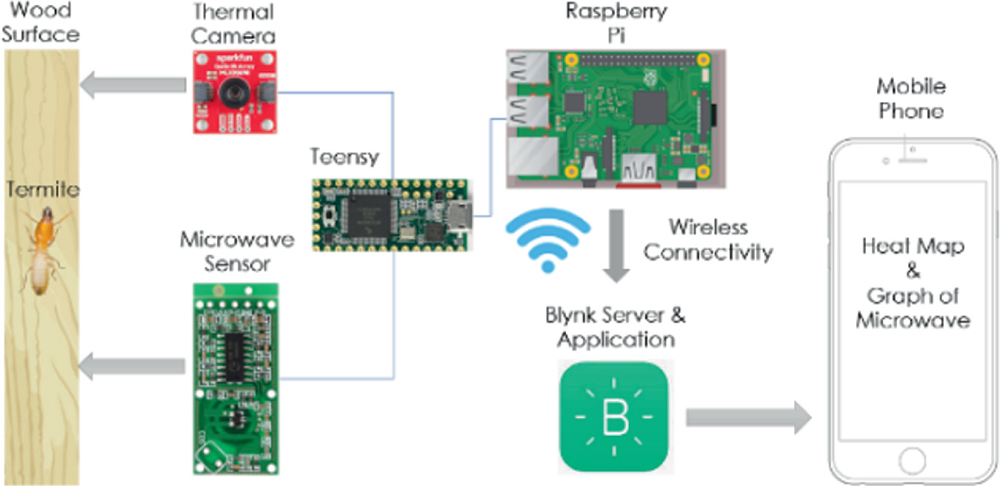 Wood
Surface
Thermal
Camera
sparkfun
Raspberry
Pi
Mobile
Phone
Teensy
Termite
Microwave
Sensor
Wireless
Connectivity
Heat Map
&
Graph of
Microwave
Blynk Server &
Application
B